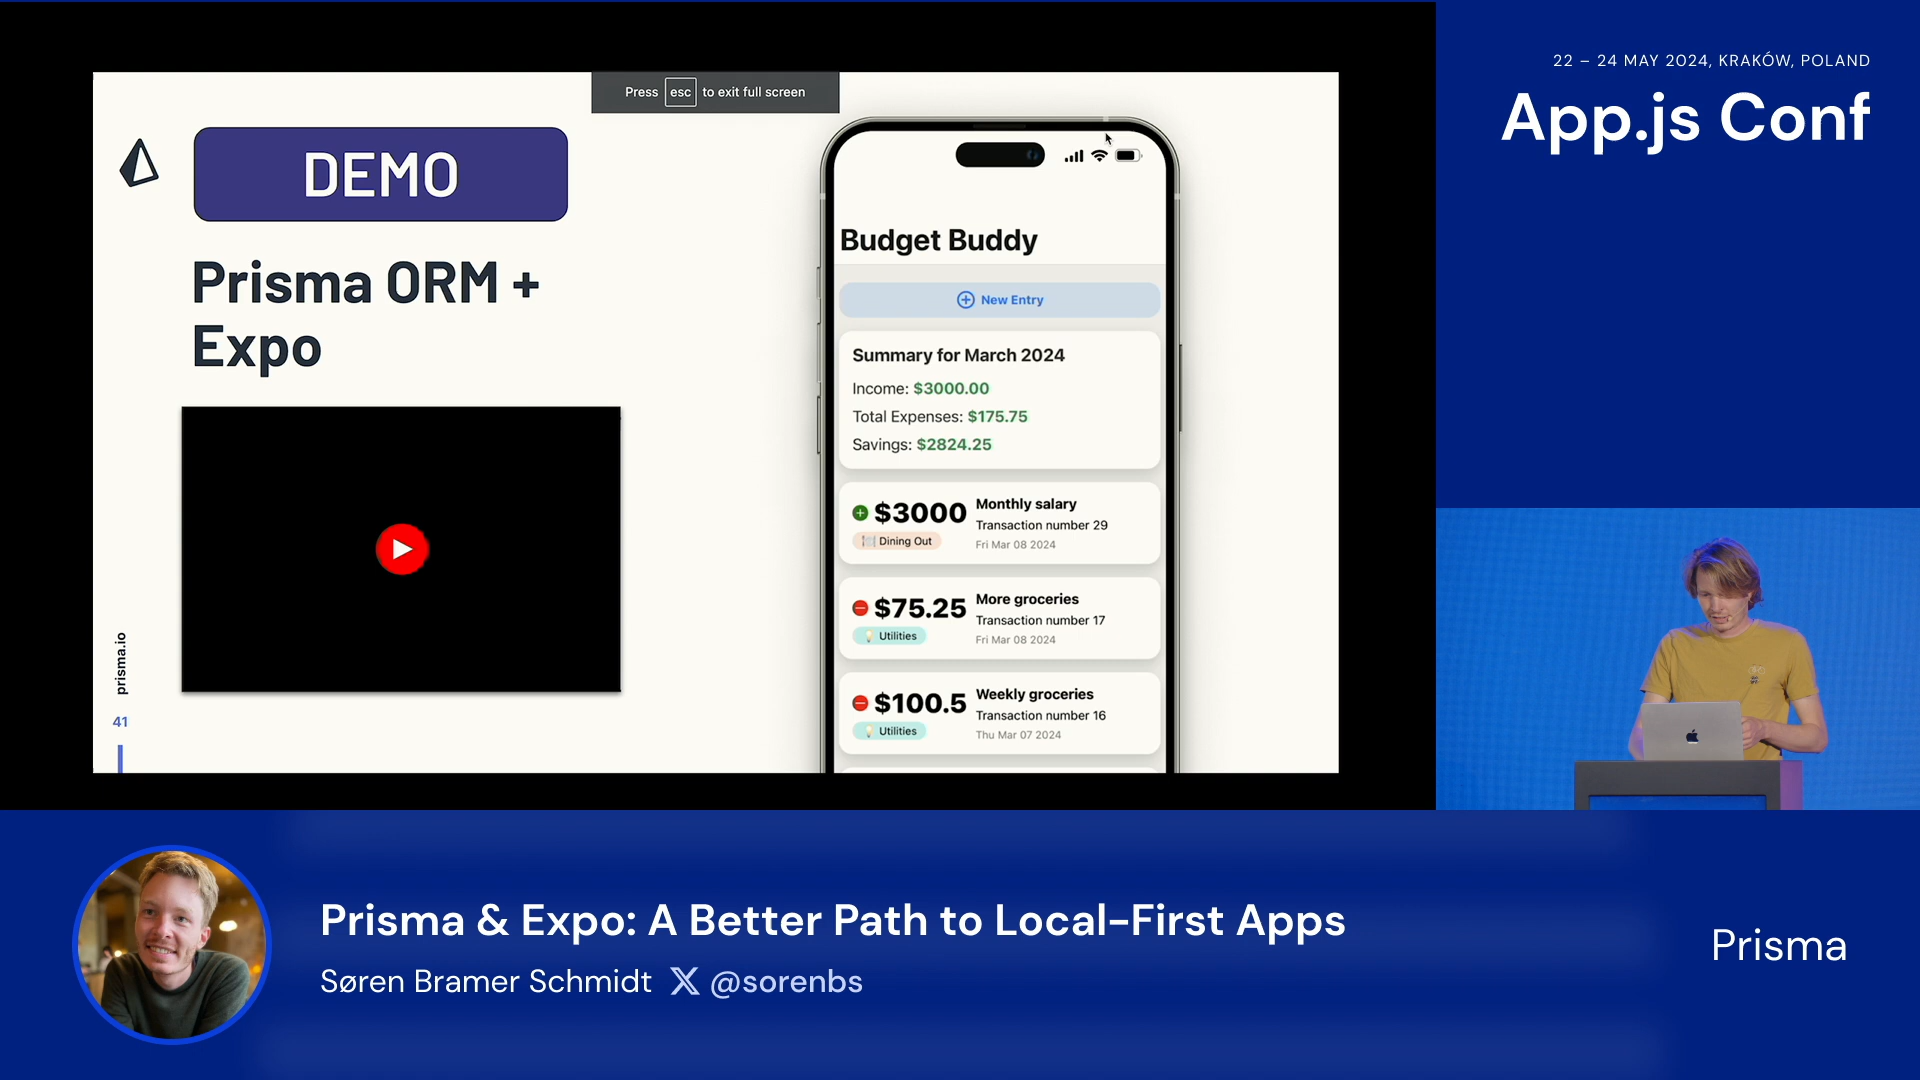 22 – 24 MAY 2024, KRAKÓW, POLAND
App.js Conf
Press esc to exit full screen
DEMO
Prisma ORM +
Expo
prisma.io
41
Budget Buddy
New Entry
Summary for March 2024
Income: $3000.00
Total Expenses: $175.75
Savings: $2824.25
$3000
Monthly salary
Transaction number 29
Dining Out
Fri Mar 08 2024
$75.25
More groceries
Transaction number 17
Utilities
Fri Mar 08 2024
$100.5
Weekly groceries
Transaction number 16
Utilities
Thu Mar 07 2024
Prisma & Expo: A Better Path to Local-First Apps
Søren Bramer Schmidt X @sorenbs
Prisma